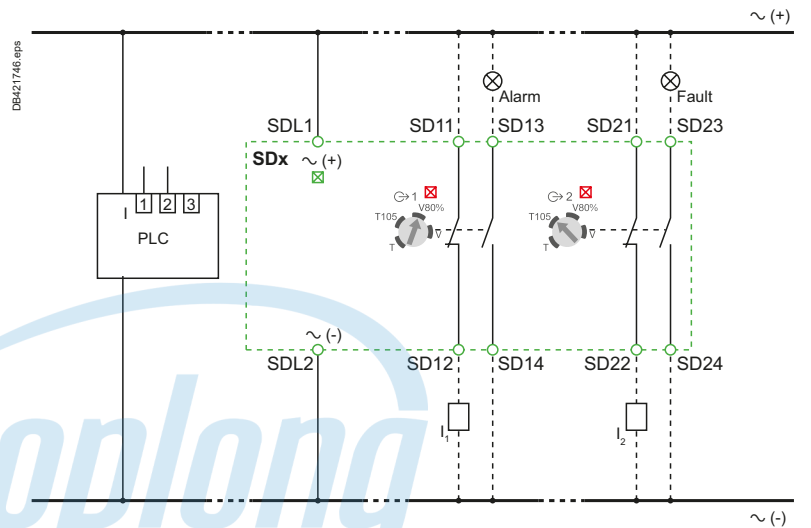 ∼ (+)
DB421746.eps
Alarm
Fault
SDL1
SD11
SD13
SD21
SD23
SDx ∼ (+)
1
V80%
T105
V
T
2
V80%
T105
V
T
I 1 2 3
PLC
∼ (-)
SDL2
SD12
SD14
SD22
SD24
I1
I2
oplong
∼ (-)